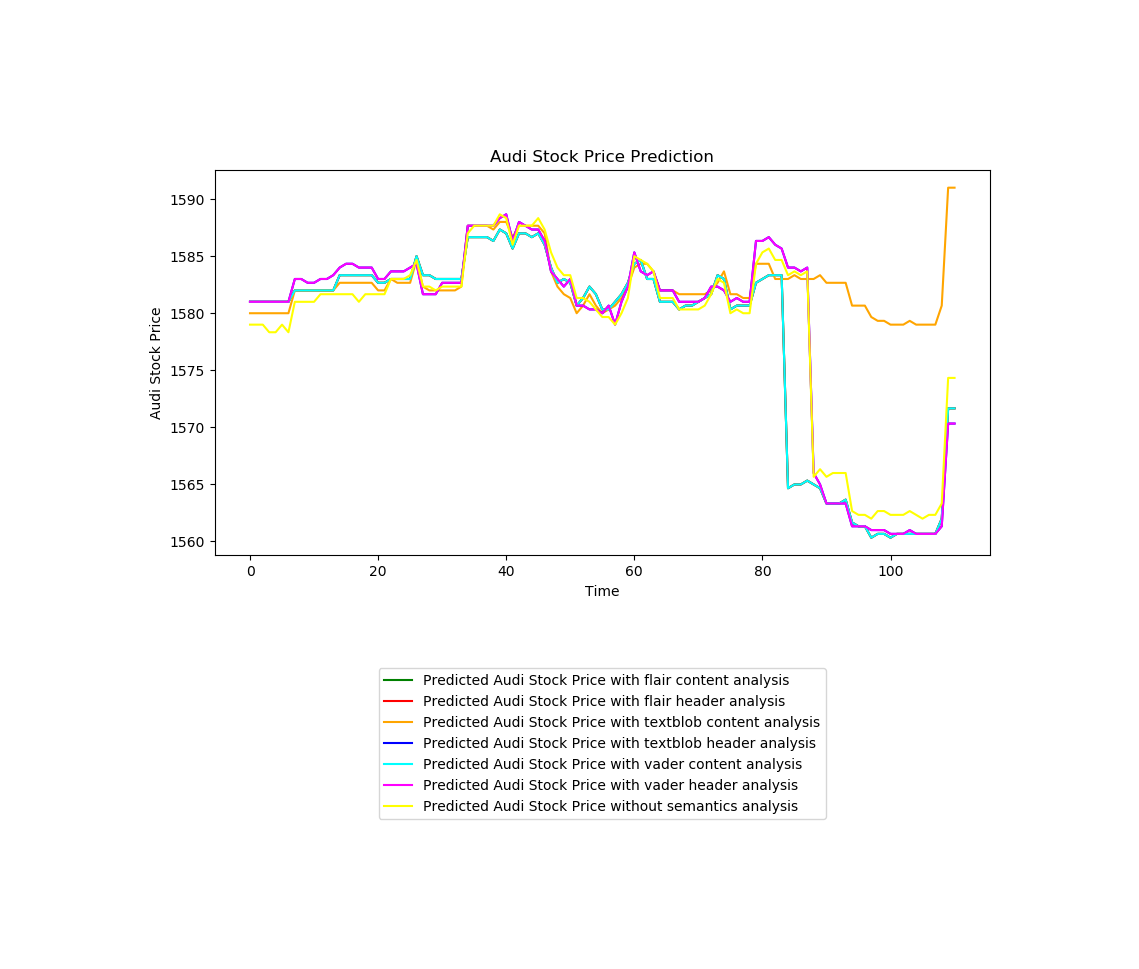 Audi Stock Price Prediction
Audi Stock Price
1590
1585
1580
1575
1570
1565
1560
0 20 40 60 80 100
Time
Predicted Audi Stock Price with flair content analysis
Predicted Audi Stock Price with flair header analysis
Predicted Audi Stock Price with textblob content analysis
Predicted Audi Stock Price with textblob header analysis
Predicted Audi Stock Price with vader content analysis
Predicted Audi Stock Price with vader header analysis
Predicted Audi Stock Price without semantics analysis